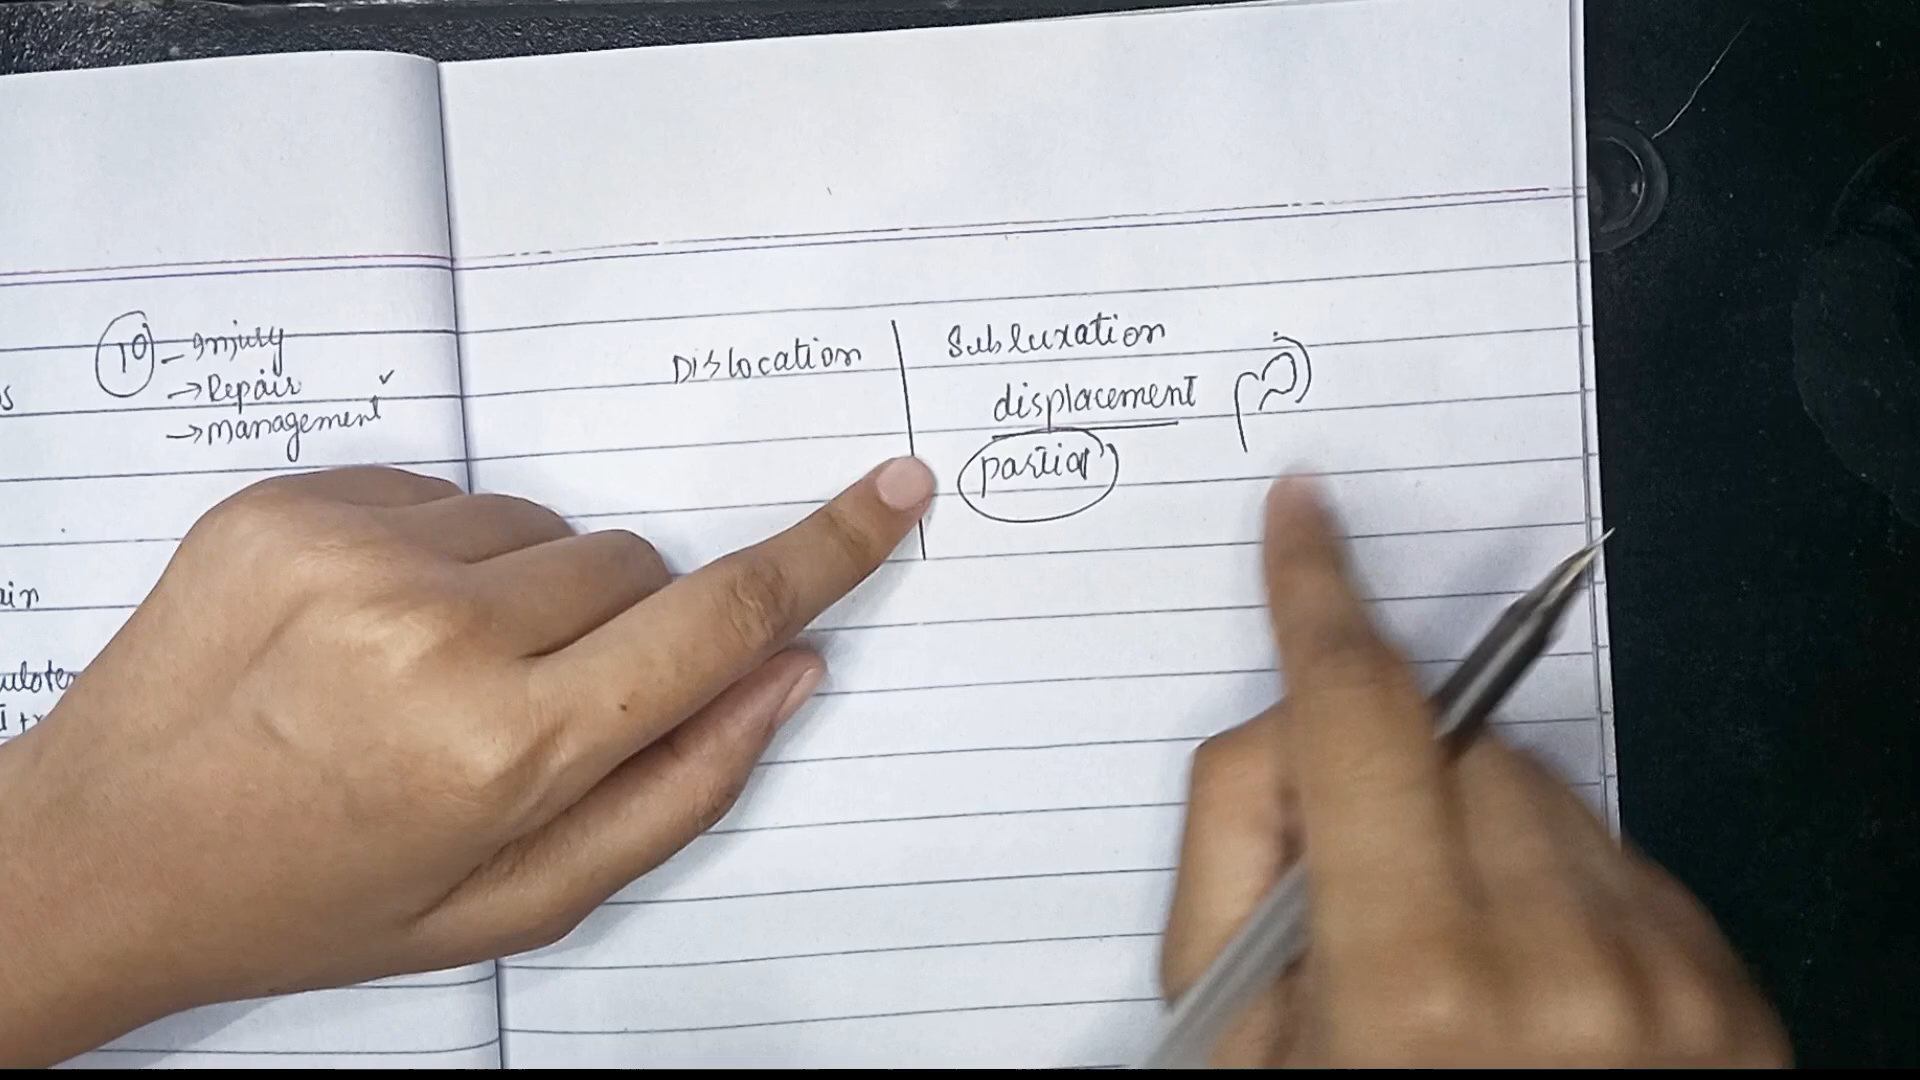 10 - Injury
→ Repair
→ management ✓
Dislocation
Subluxation
displacement
partial